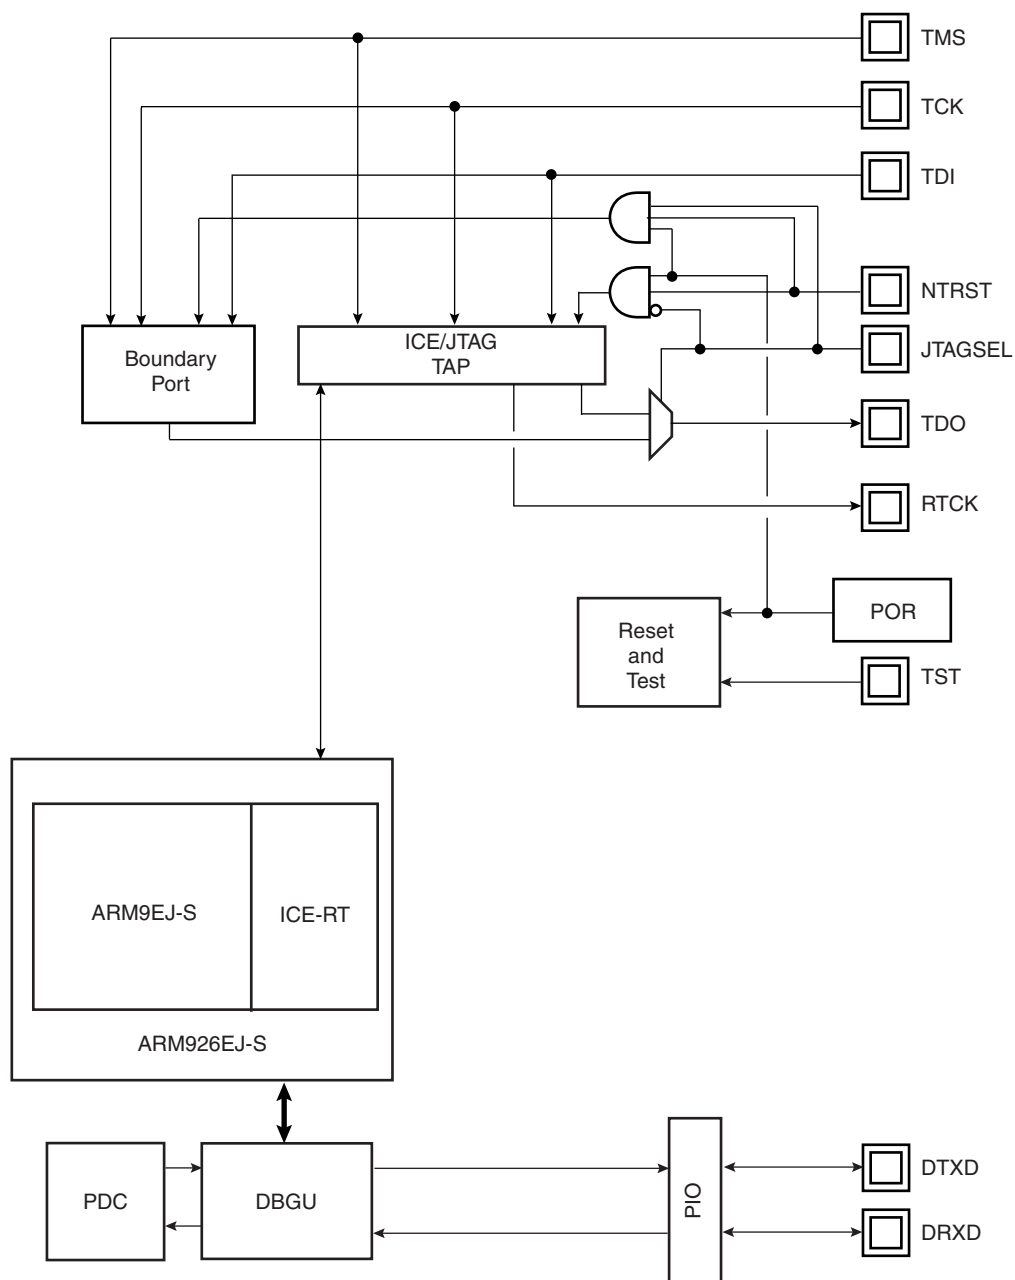 TMS
TCK
TDI
NTRST
Boundary
Port
ICE/JTAG
TAP
JTAGSEL
TDO
RTCK
POR
Reset
and
Test
TST
ARM9EJ-S
ICE-RT
ARM926EJ-S
PDC
DBGU
PIO
DTXD
DRXD